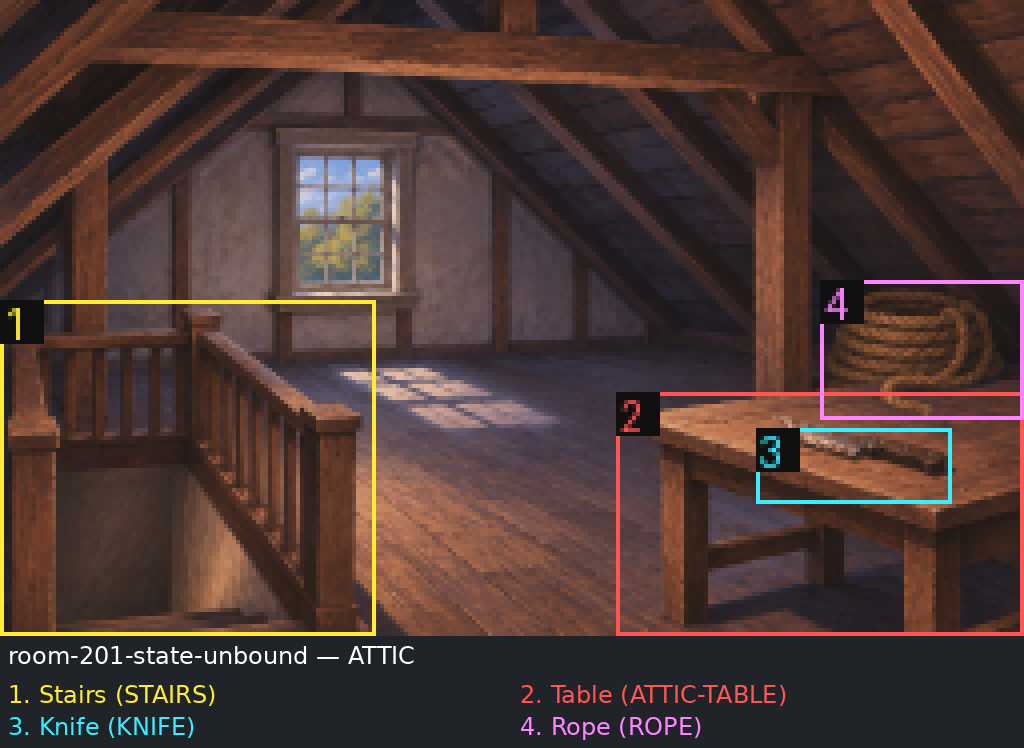 1
4
2
3
room-201-state-unbound — ATTIC
1. Stairs (STAIRS)
2. Table (ATTIC-TABLE)
3. Knife (KNIFE)
4. Rope (ROPE)